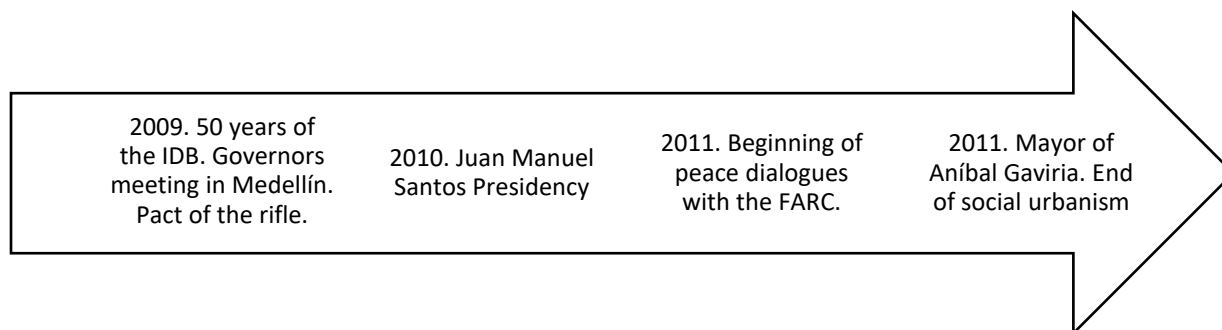 2009. 50 years of
the IDB. Governors
meeting in Medellín.
Pact of the rifle.
2010. Juan Manuel
Santos Presidency
2011. Beginning of
peace dialogues
with the FARC.
2011. Mayor of
Aníbal Gaviria. End
of social urbanism